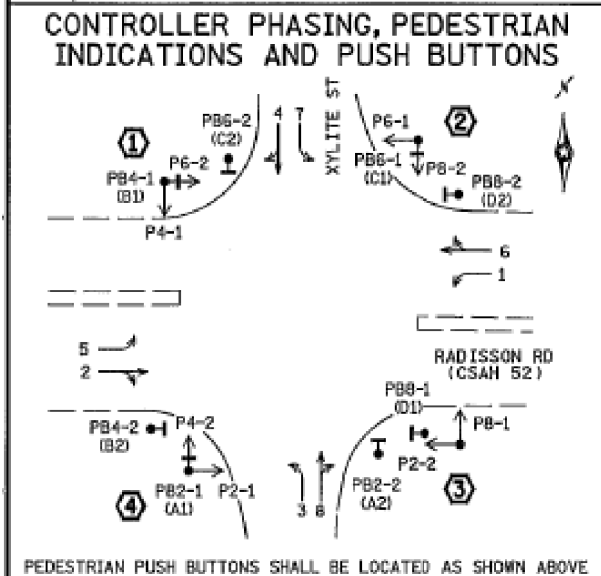 CONTROLLER PHASING, PEDESTRIAN
INDICATIONS AND PUSH BUTTONS
XYLITE ST
N
1
PB6-2
(C2)
P6-2
PB4-1
(B1)
P4-1
4 7
P6-1
2
PB6-1
(C1)
P8-2
PB8-2
(D2)
6
1
5
2
RADISSON RD
(CSAH 52)
PB8-1
(D1)
P8-1
P2-2
PB2-2
(A2)
3
PB4-2
(B2)
P4-2
PB2-1
(A1)
P2-1
4
3 8
PEDESTRIAN PUSH BUTTONS SHALL BE LOCATED AS SHOWN ABOVE